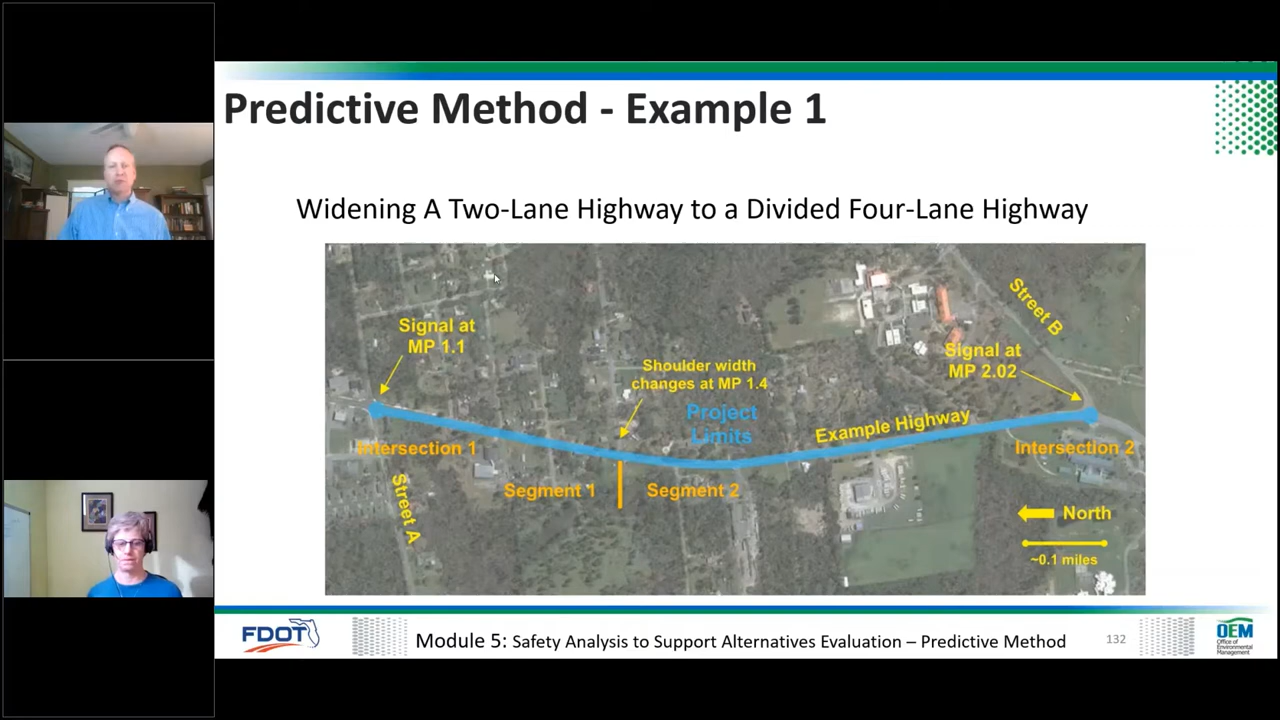 Predictive Method - Example 1
Widening A Two-Lane Highway to a Divided Four-Lane Highway
Signal at
MP 1.1
Shoulder width
changes at MP 1.4
Project
Limits
Example Highway
Street B
Signal at
MP 2.02
Intersection 1
Segment 1
Segment 2
Intersection 2
Street A
North
~0.1 miles
FDOT
Module 5: Safety Analysis to Support Alternatives Evaluation – Predictive Method
132
OEM
Office of
Environmental
Management